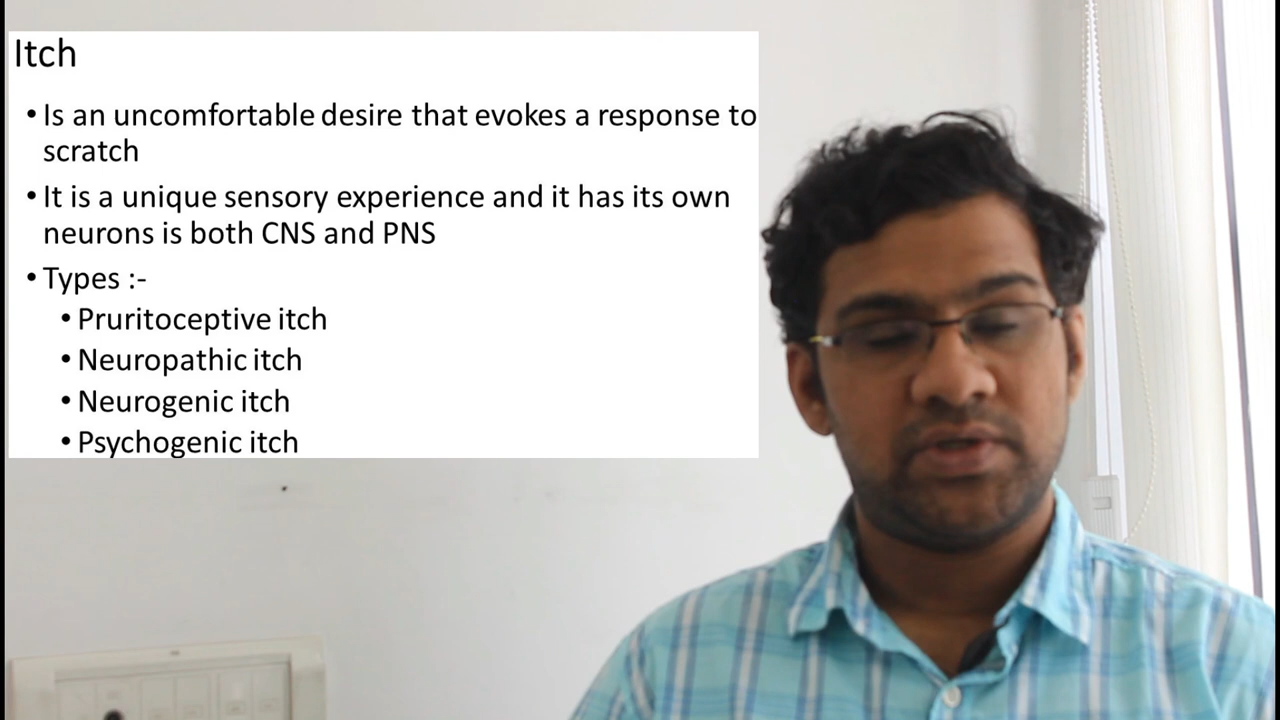 Itch
• Is an uncomfortable desire that evokes a response to
scratch
• It is a unique sensory experience and it has its own
neurons is both CNS and PNS
• Types :-
• Pruritoceptive itch
• Neuropathic itch
• Neurogenic itch
• Psychogenic itch